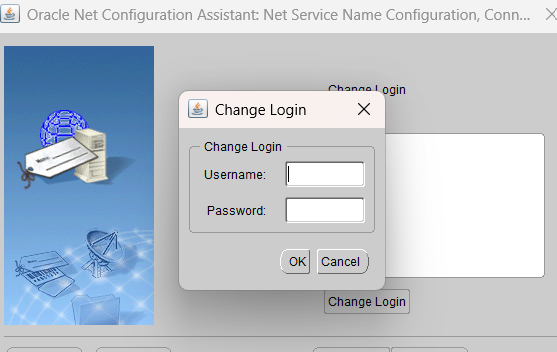 Oracle Net Configuration Assistant: Net Service Name Configuration, Conn...
Change Login
Change Login
Change Login
Username:
Password:
OK Cancel
Change Login